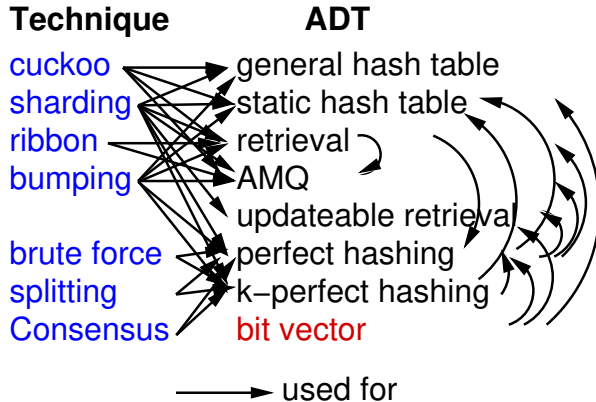 Technique ADT
cuckoo general hash table
sharding static hash table
ribbon retrieval
bumping AMQ
updateable retrieval
brute force perfect hashing
splitting k−perfect hashing
Consensus bit vector
used for